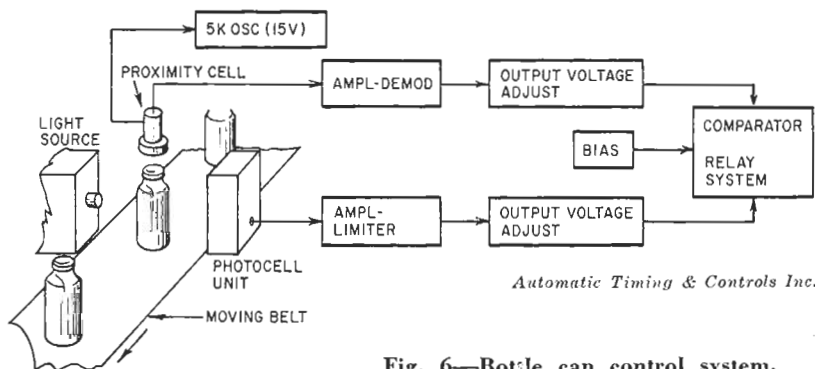 5K OSC (15V)
PROXIMITY CELL
AMPL-DEMOD
OUTPUT VOLTAGE
ADJUST
LIGHT
SOURCE
COMPARATOR
RELAY
SYSTEM
BIAS
AMPL-
LIMITER
OUTPUT VOLTAGE
ADJUST
PHOTOCELL
UNIT
MOVING BELT
Automatic Timing & Controls Inc.
Fig. 6—Bottle cap control system.